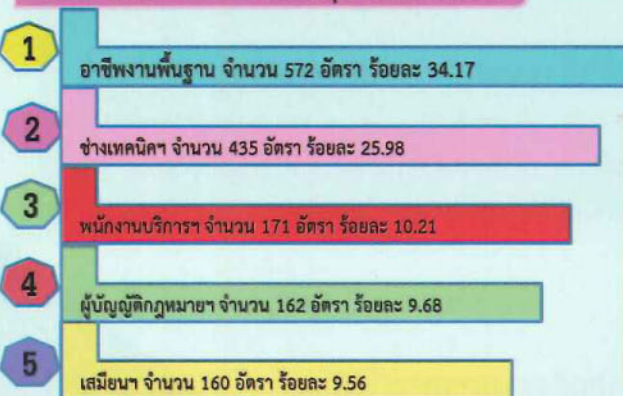 1
อาชีพงานพื้นฐาน จำนวน 572 อัตรา ร้อยละ 34.17
2
ช่างเทคนิคฯ จำนวน 435 อัตรา ร้อยละ 25.98
3
พนักงานบริการฯ จำนวน 171 อัตรา ร้อยละ 10.21
4
ผู้บัญญัติกฎหมายฯ จำนวน 162 อัตรา ร้อยละ 9.68
5
เสมียนฯ จำนวน 160 อัตรา ร้อยละ 9.56